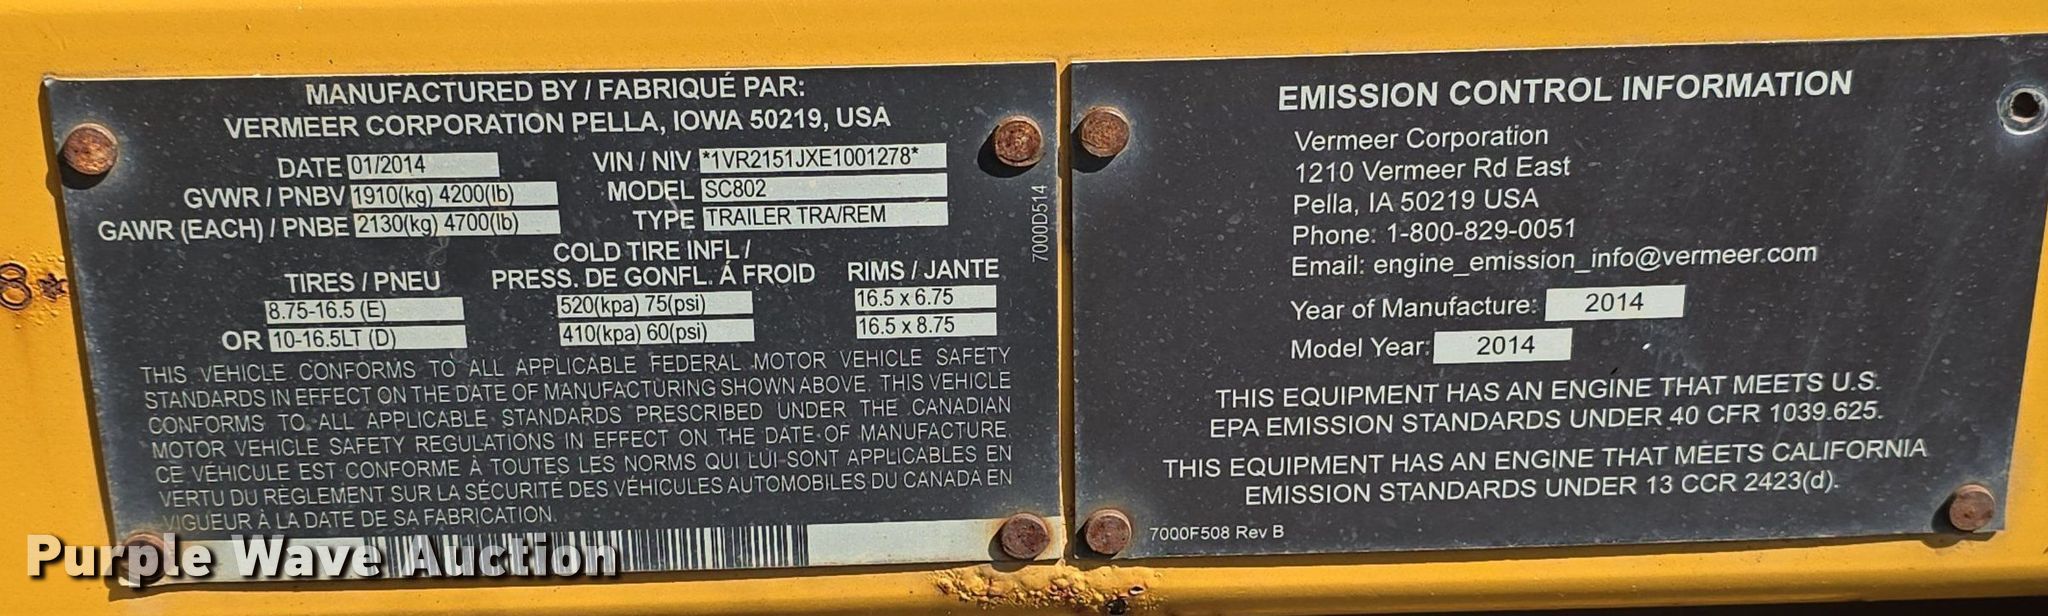 MANUFACTURED BY / FABRIQUÉ PAR:
VERMEER CORPORATION PELLA, IOWA 50219, USA
DATE 01/2014
VIN / NIV *1VR2151JXE1001278*
GVWR / PNBV 1910(kg) 4200(lb)
MODEL SC802
GAWR (EACH) / PNBE 2130(kg) 4700(lb)
TYPE TRAILER TRA/REM
7000D514
COLD TIRE INFL /
TIRES / PNEU PRESS. DE GONFL. Á FROID RIMS / JANTE
8.75-16.5 (E) 520(kpa) 75(psi) 16.5 x 6.75
OR 10-16.5LT (D) 410(kpa) 60(psi) 16.5 x 8.75
THIS VEHICLE CONFORMS TO ALL APPLICABLE FEDERAL MOTOR VEHICLE SAFETY
STANDARDS IN EFFECT ON THE DATE OF MANUFACTURING SHOWN ABOVE. THIS VEHICLE
CONFORMS TO ALL APPLICABLE STANDARDS PRESCRIBED UNDER THE CANADIAN
MOTOR VEHICLE SAFETY REGULATIONS IN EFFECT ON THE DATE OF MANUFACTURE.
CE VÉHICULE EST CONFORME À TOUTES LES NORMS QUI LUI SONT APPLICABLES EN
VERTU DU RÈGLEMENT SUR LA SÉCURITÉ DES VÉHICULES AUTOMOBILES DU CANADA EN
VIGUEUR À LA DATE DE SA FABRICATION.
8*
EMISSION CONTROL INFORMATION
Vermeer Corporation
1210 Vermeer Rd East
Pella, IA 50219 USA
Phone: 1-800-829-0051
Email: engine_emission_info@vermeer.com
Year of Manufacture: 2014
Model Year: 2014
THIS EQUIPMENT HAS AN ENGINE THAT MEETS U.S.
EPA EMISSION STANDARDS UNDER 40 CFR 1039.625.
THIS EQUIPMENT HAS AN ENGINE THAT MEETS CALIFORNIA
EMISSION STANDARDS UNDER 13 CCR 2423(d).
7000F508 Rev B
Purple Wave Auction